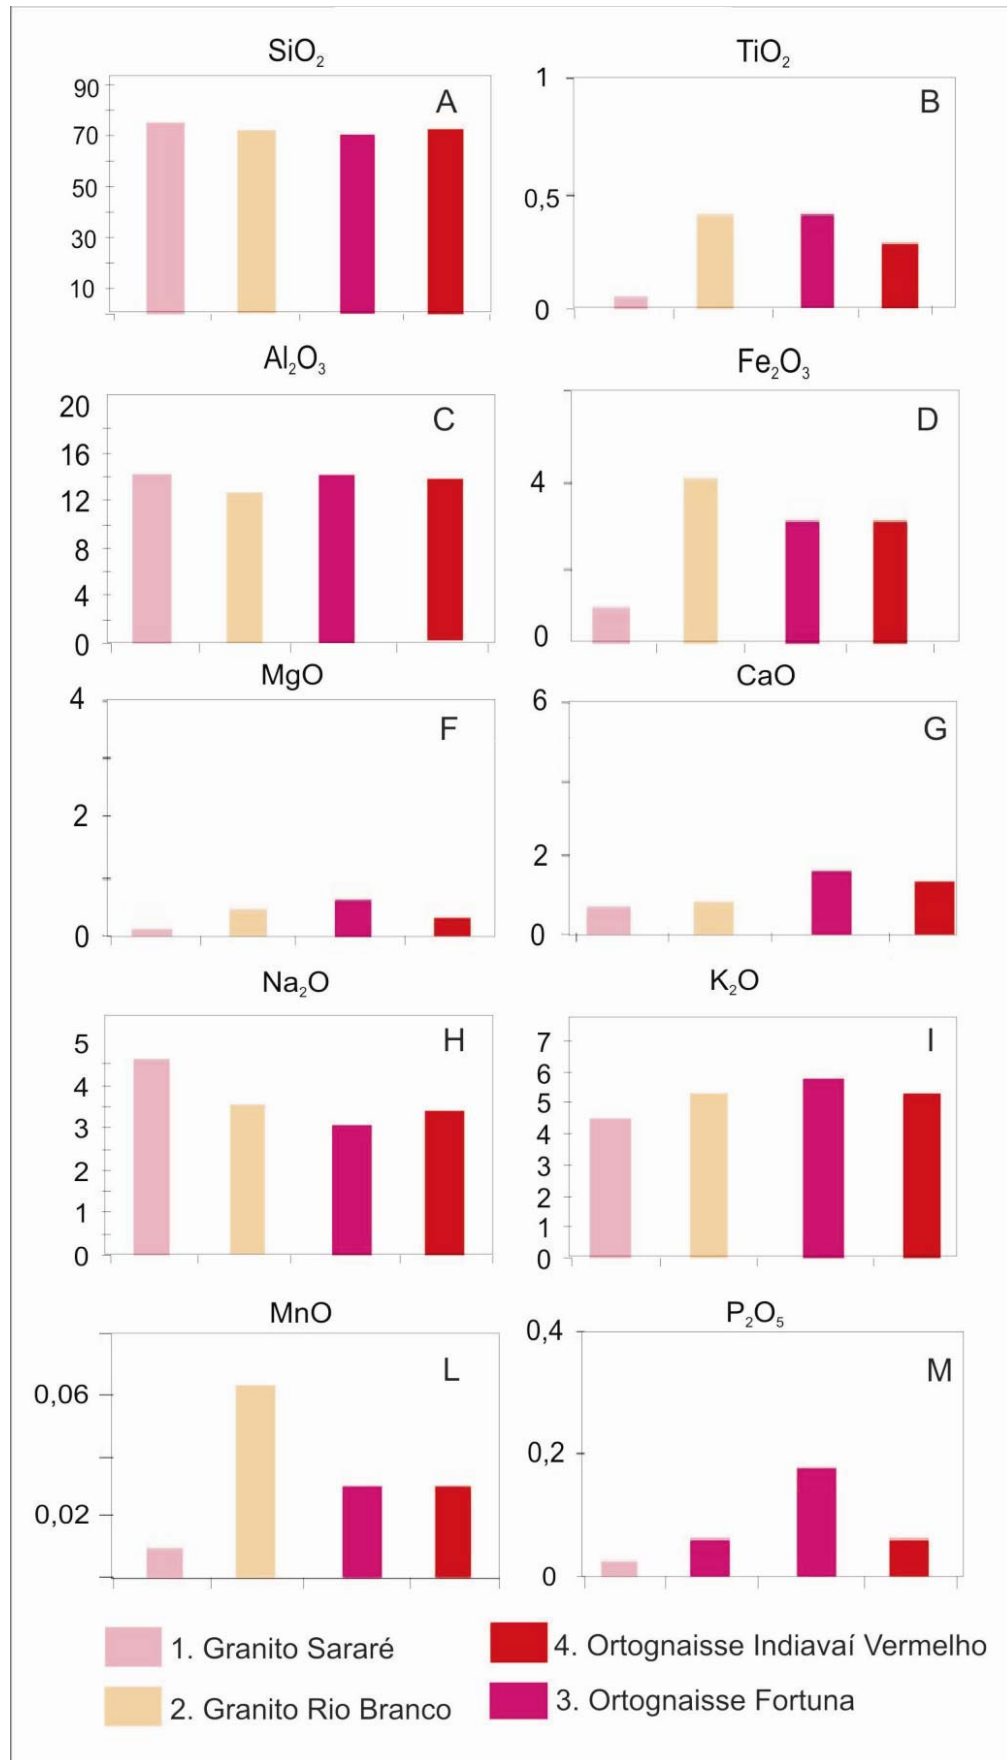 SiO₂
A
90
70
50
30
10
TiO₂
B
1
0,5
0
Al₂O₃
C
20
16
12
8
4
0
Fe₂O₃
D
4
0
MgO
F
4
2
0
CaO
G
6
2
0
Na₂O
H
5
4
3
2
1
0
K₂O
I
7
6
5
4
3
2
1
0
MnO
L
0,06
0,02
P₂O₅
M
0,4
0,2
0
1. Granito Sararé
4. Ortognaisse Indiavaí Vermelho
2. Granito Rio Branco
3. Ortognaisse Fortuna